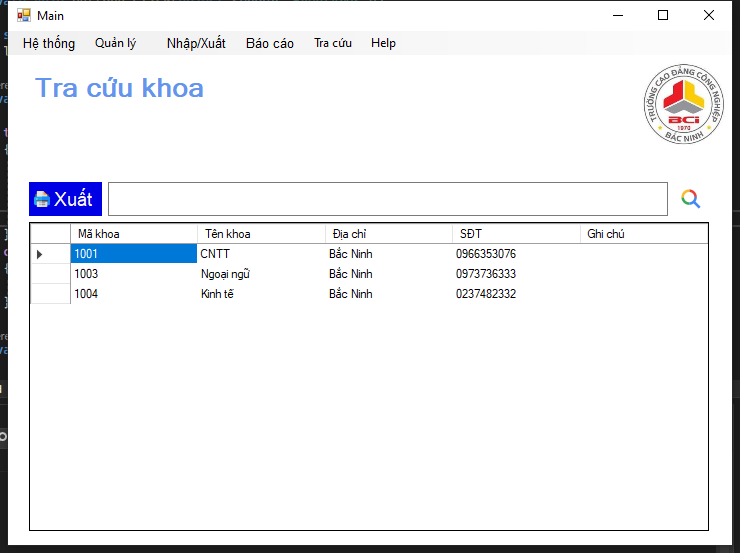 Main
Hệ thống Quản lý Nhập/Xuất Báo cáo Tra cứu Help
Tra cứu khoa
TRƯỜNG CAO ĐẲNG CÔNG NGHIỆP
BCi
1970
BẮC NINH
Xuất
Mã khoa Tên khoa Địa chỉ SĐT Ghi chú
1001 CNTT Bắc Ninh 0966353076
1003 Ngoại ngữ Bắc Ninh 0973736333
1004 Kinh tế Bắc Ninh 0237482332